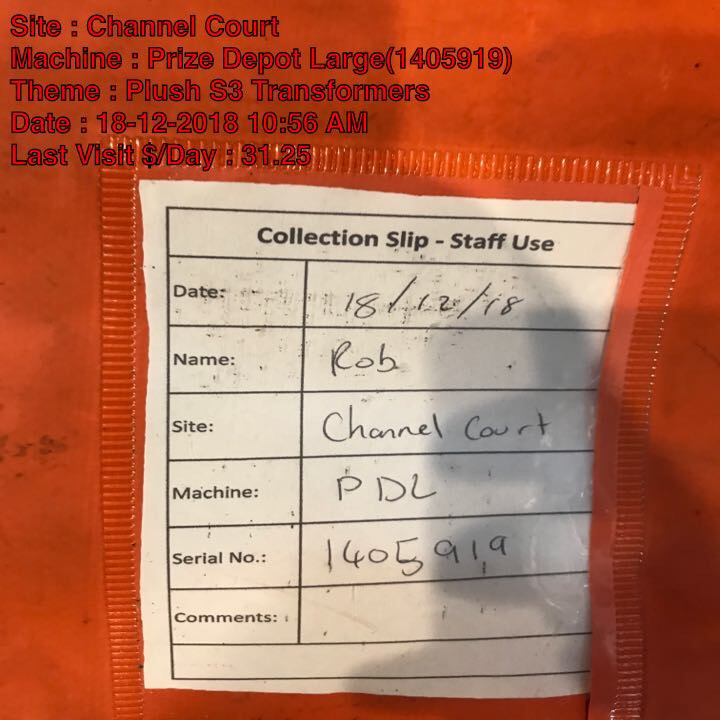 Site : Channel Court
Machine : Prize Depot Large(1405919)
Theme : Plush S3 Transformers
Date : 18-12-2018 10:56 AM
Last Visit $/Day : 31.25
Collection Slip - Staff Use
Date: 18/12/18
Name: Rob
Site: Channel Court
Machine: PDL
Serial No.: 1405919
Comments: